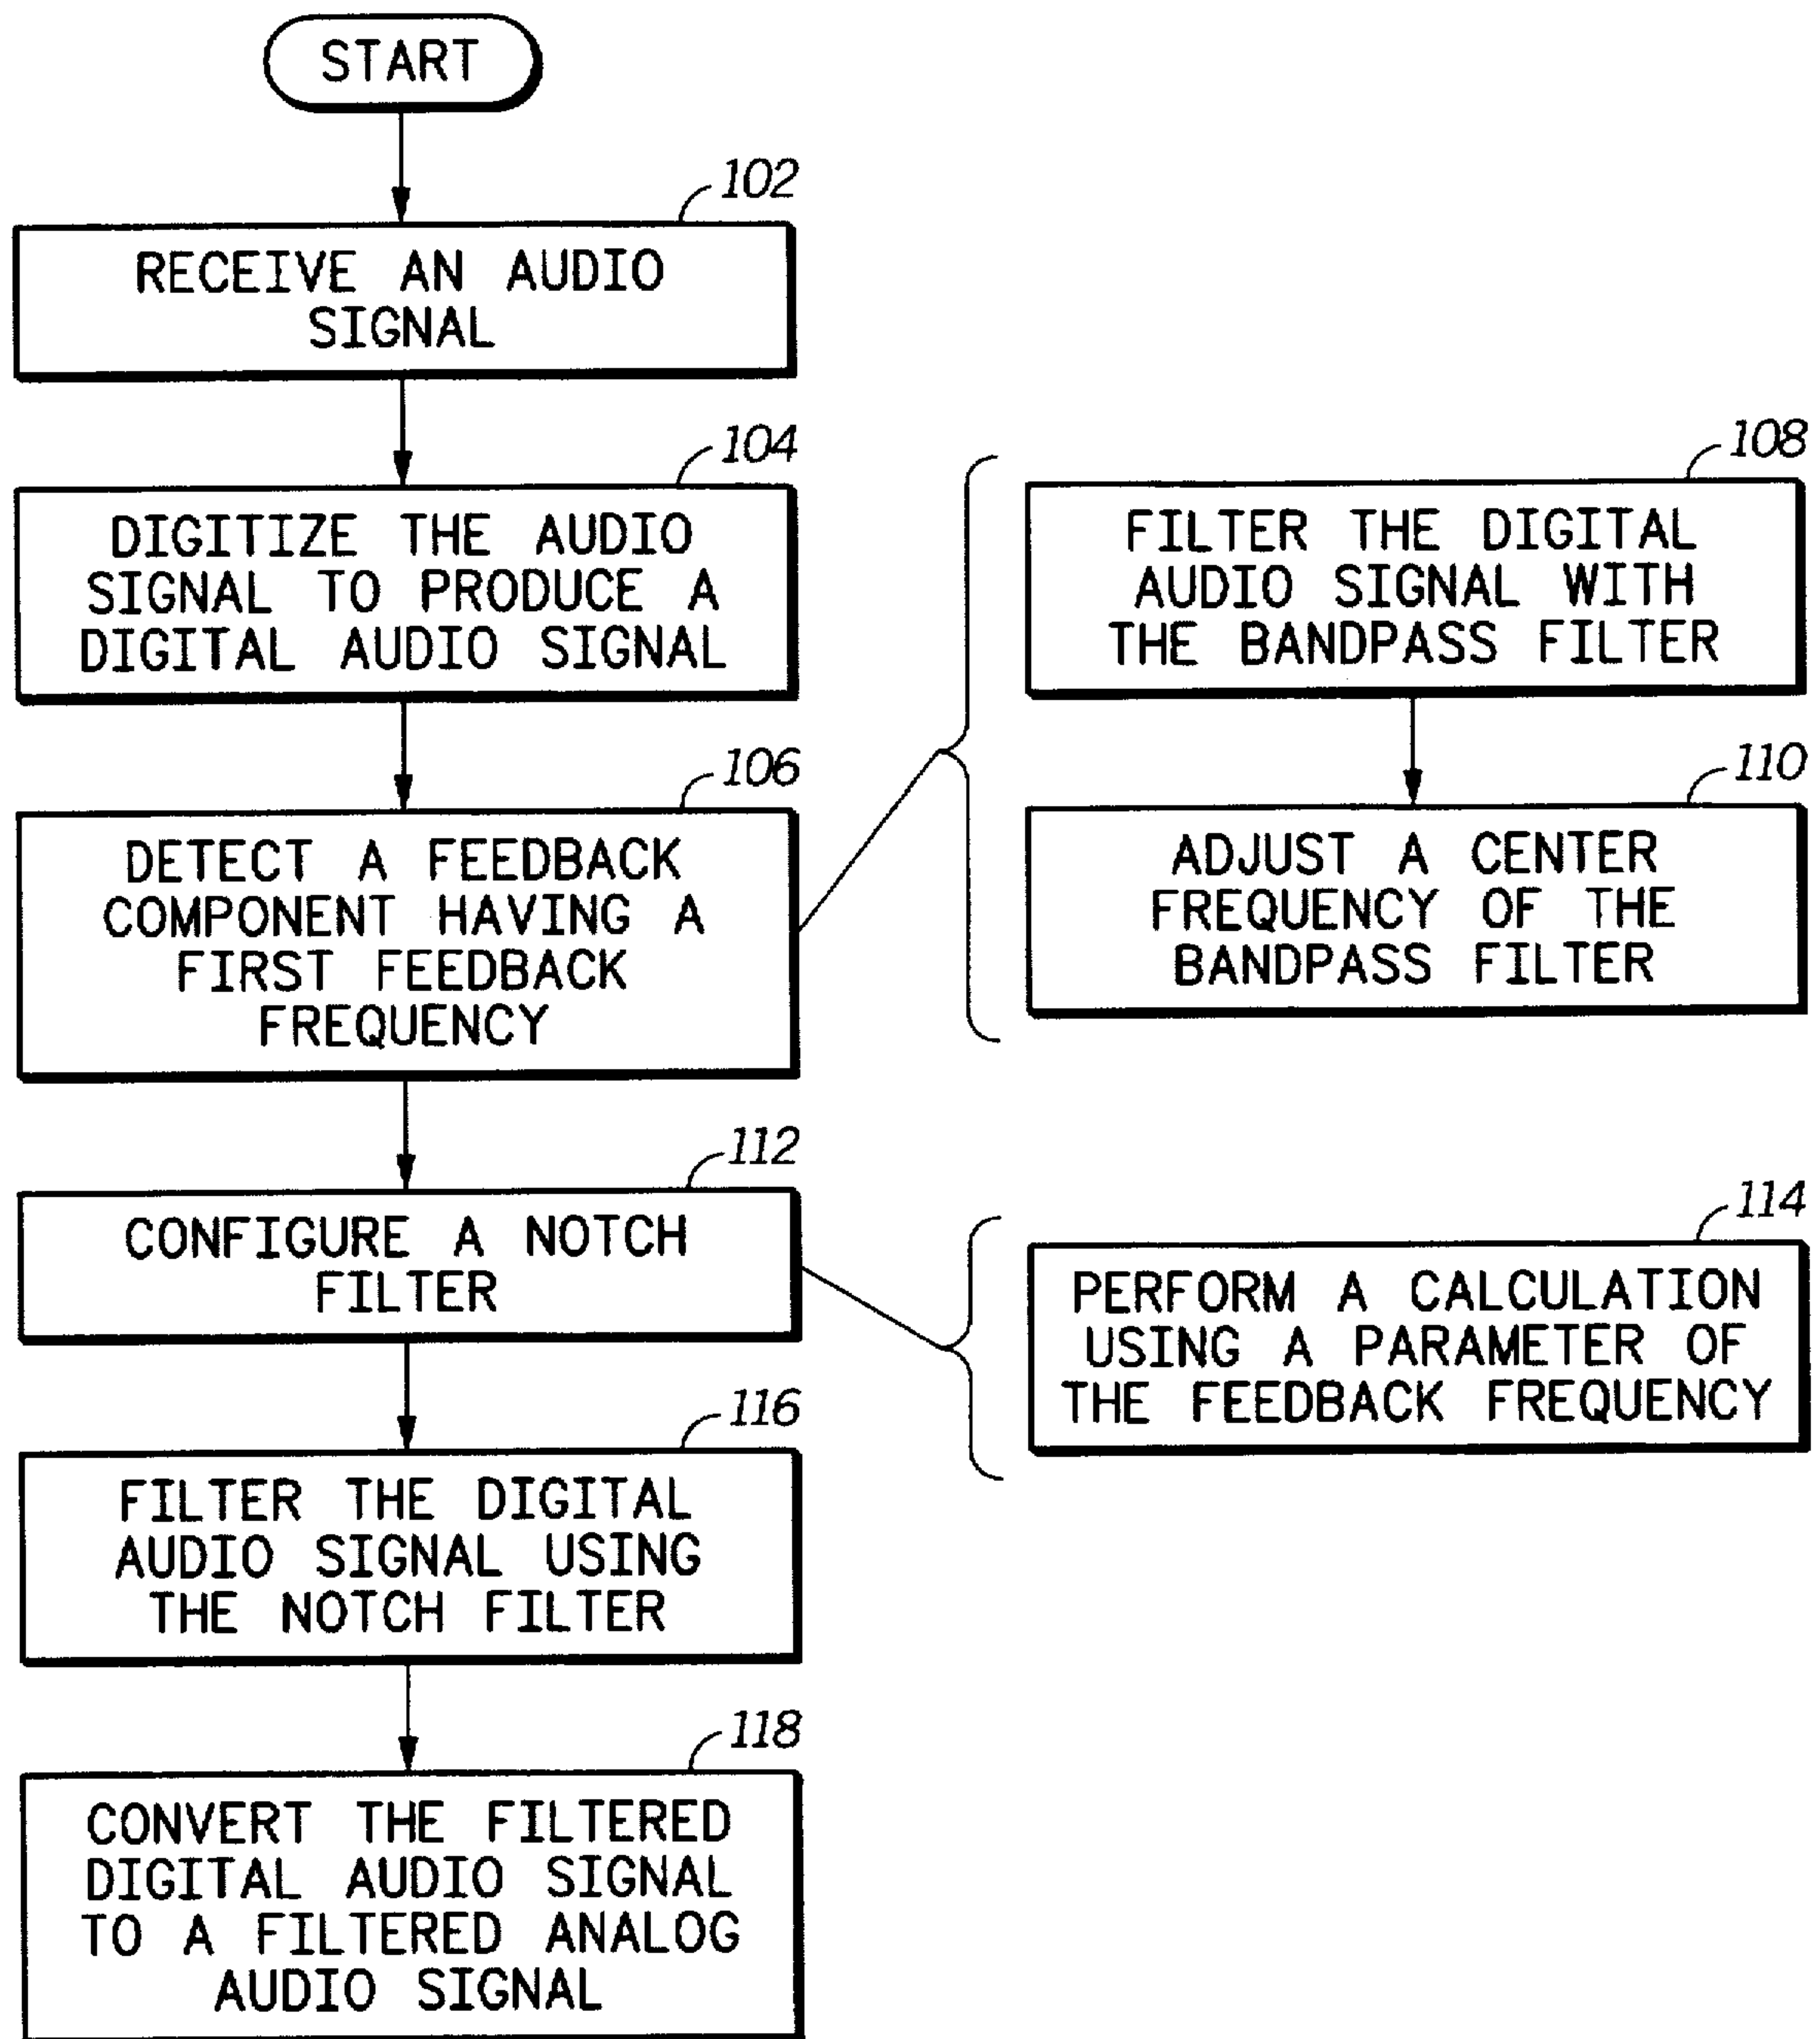 START
102
RECEIVE AN AUDIO
SIGNAL
104
DIGITIZE THE AUDIO
SIGNAL TO PRODUCE A
DIGITAL AUDIO SIGNAL
106
DETECT A FEEDBACK
COMPONENT HAVING A
FIRST FEEDBACK
FREQUENCY
108
FILTER THE DIGITAL
AUDIO SIGNAL WITH
THE BANDPASS FILTER
110
ADJUST A CENTER
FREQUENCY OF THE
BANDPASS FILTER
112
CONFIGURE A NOTCH
FILTER
114
PERFORM A CALCULATION
USING A PARAMETER OF
THE FEEDBACK FREQUENCY
116
FILTER THE DIGITAL
AUDIO SIGNAL USING
THE NOTCH FILTER
118
CONVERT THE FILTERED
DIGITAL AUDIO SIGNAL
TO A FILTERED ANALOG
AUDIO SIGNAL